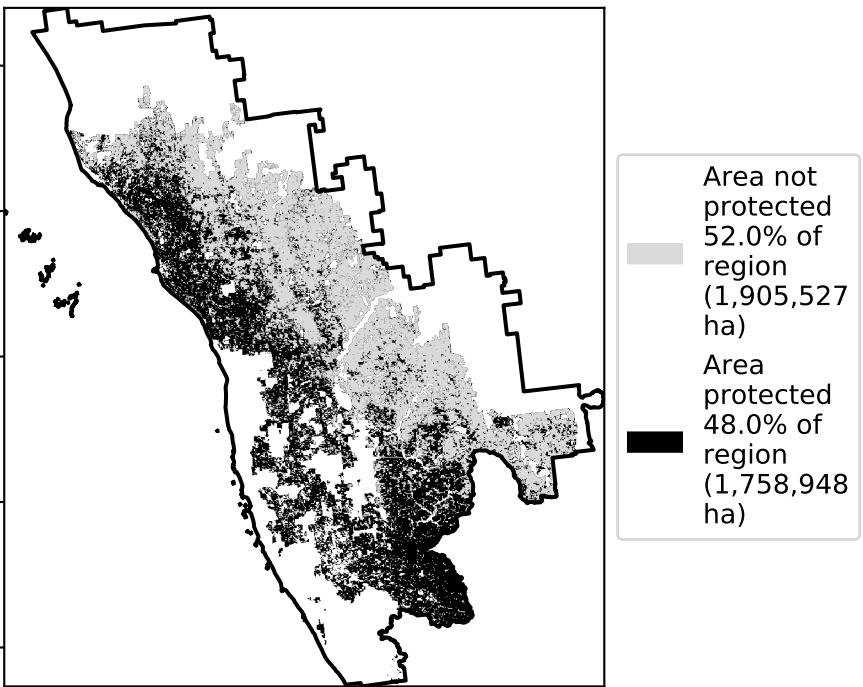 Area not
protected
52.0% of
region
(1,905,527
ha)
Area
protected
48.0% of
region
(1,758,948
ha)